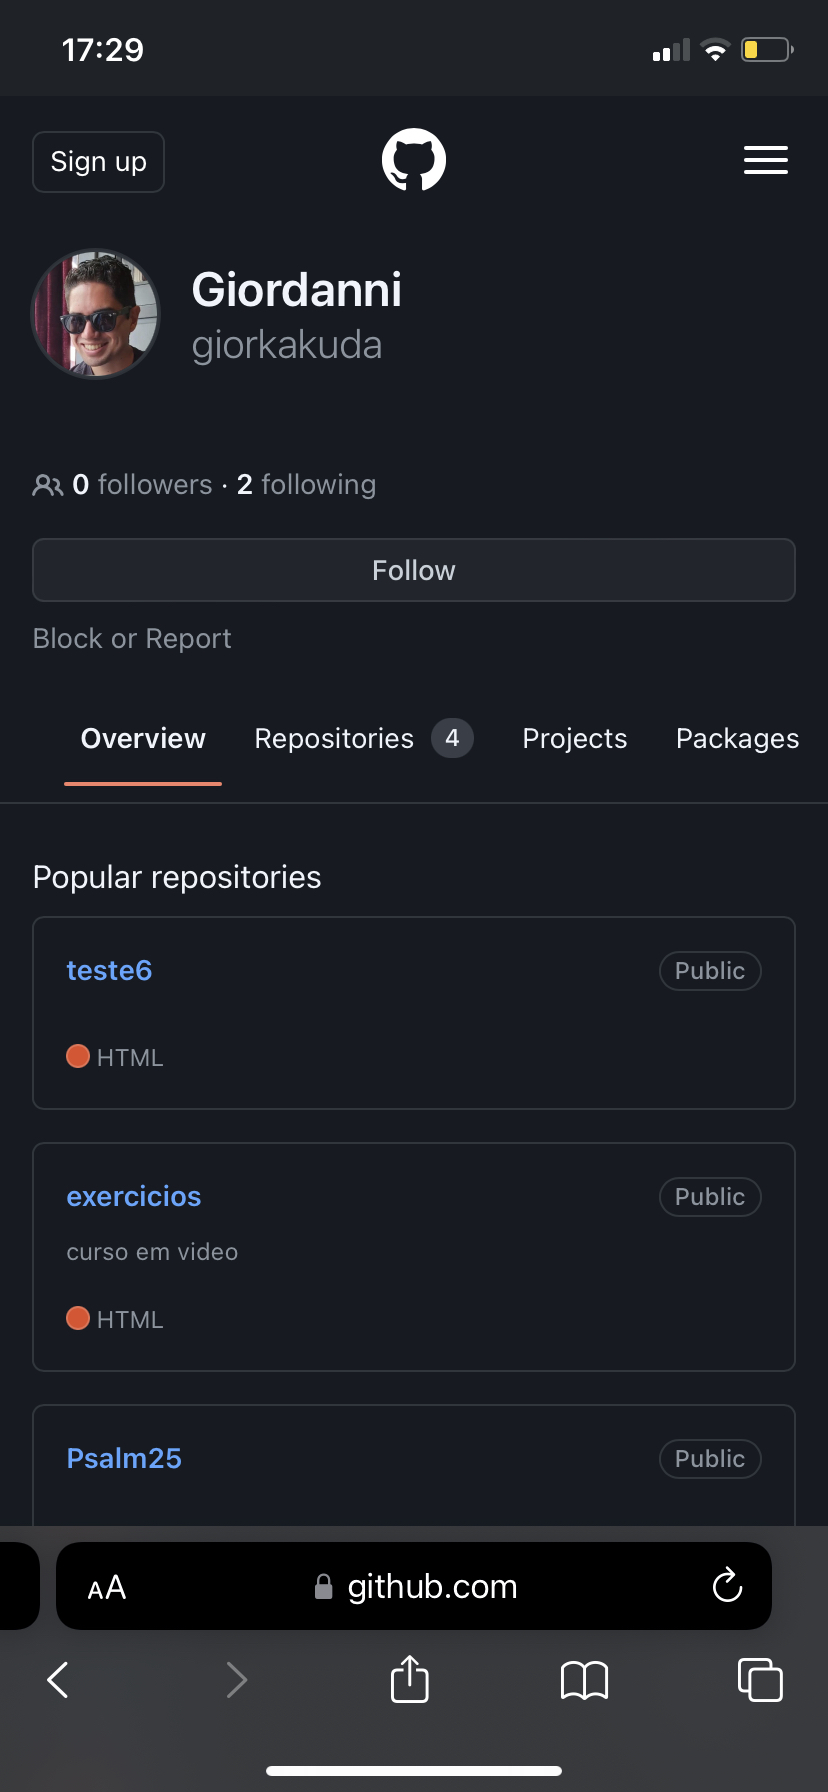 17:29
Sign up
Giordanni
giorkakuda
0 followers · 2 following
Follow
Block or Report
Overview Repositories 4 Projects Packages
Popular repositories
teste6 Public
HTML
exercicios Public
curso em video
HTML
Psalm25 Public
AA github.com